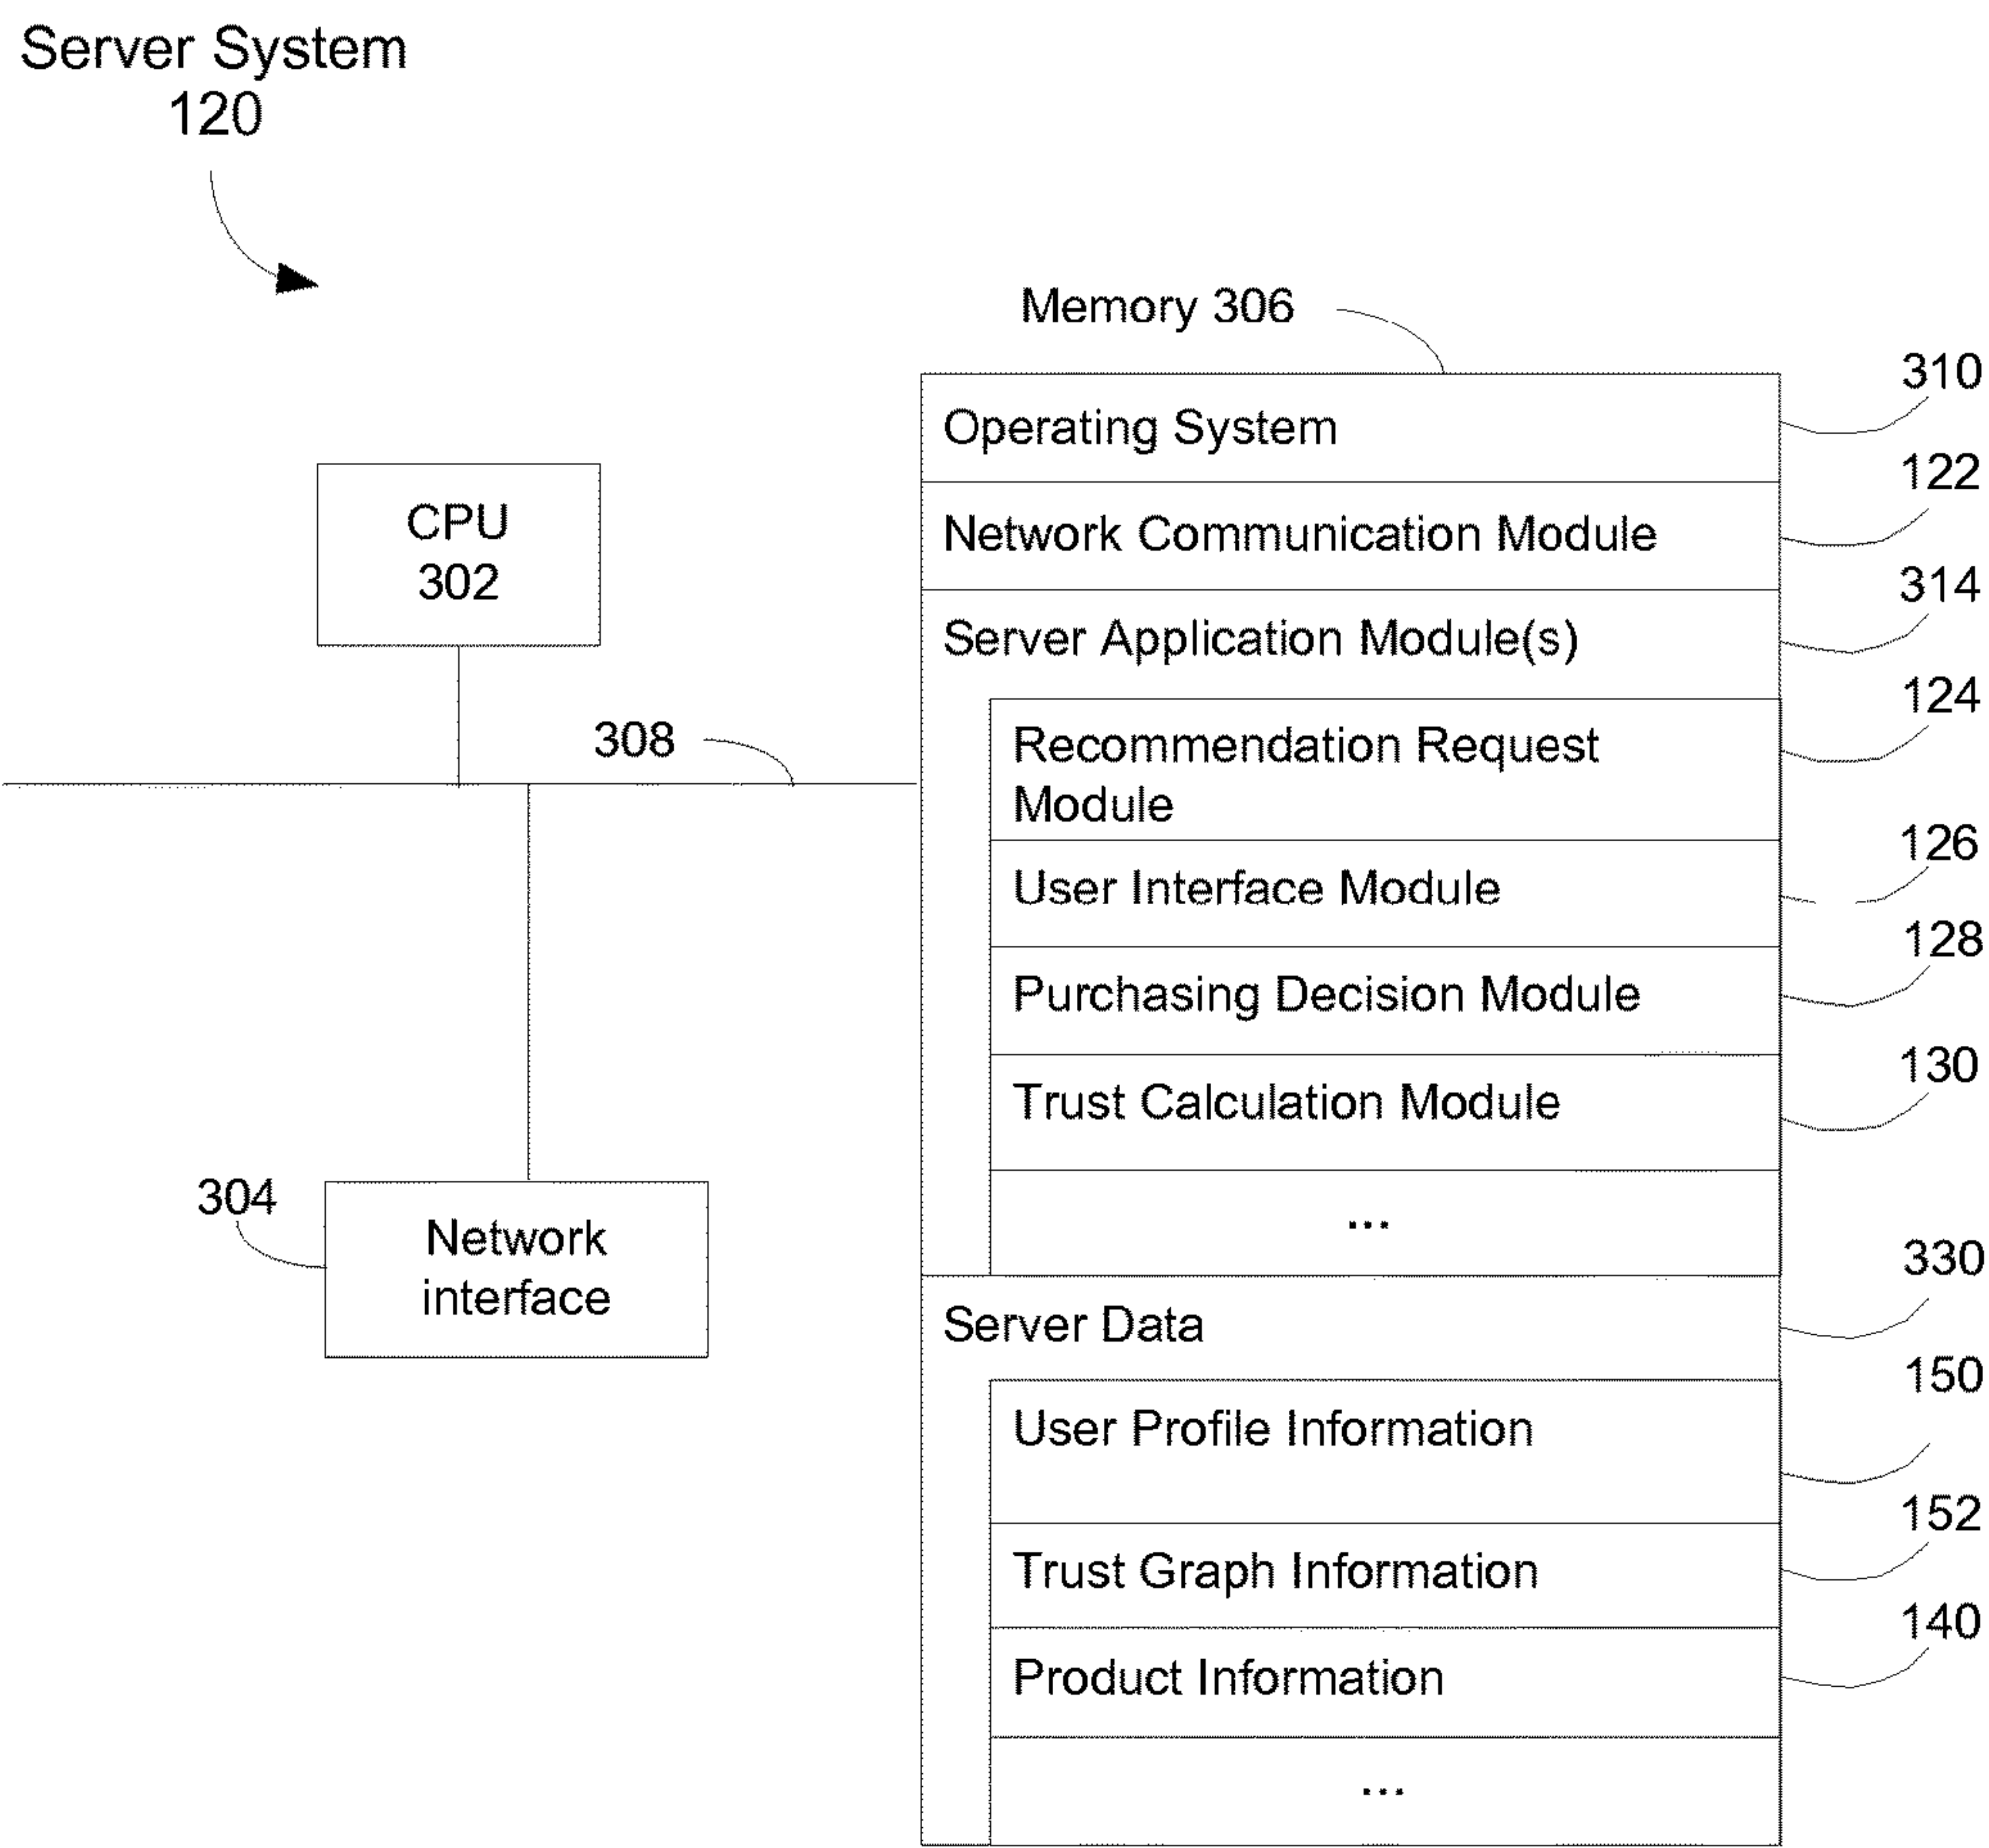 Server System
120
Memory 306
310
Operating System
122
Network Communication Module
314
Server Application Module(s)
124
Recommendation Request
Module
126
User Interface Module
128
Purchasing Decision Module
130
Trust Calculation Module
...
330
Server Data
150
User Profile Information
152
Trust Graph Information
140
Product Information
...
CPU
302
308
304
Network
interface